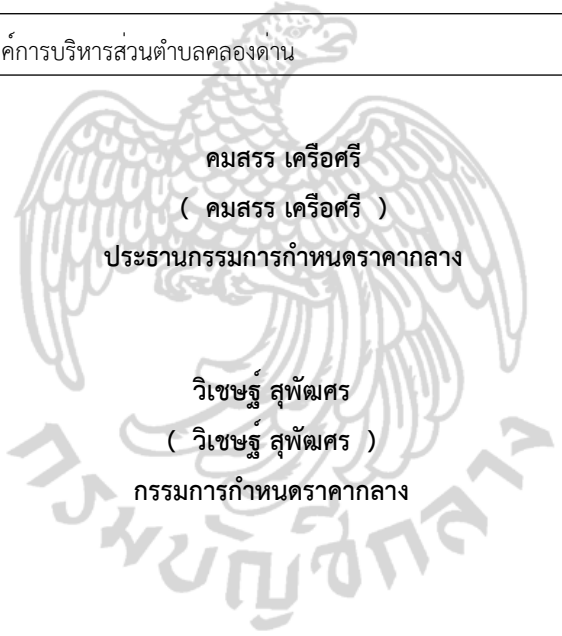 ค์การบริหารส่วนตำบลคลองด่าน
คมสรร เครือศรี
( คมสรร เครือศรี )
ประธานกรรมการกำหนดราคากลาง
วิเชษฐ์ สุพัฒศร
( วิเชษฐ์ สุพัฒศร )
กรรมการกำหนดราคากลาง
กรมบัญชีกลาง